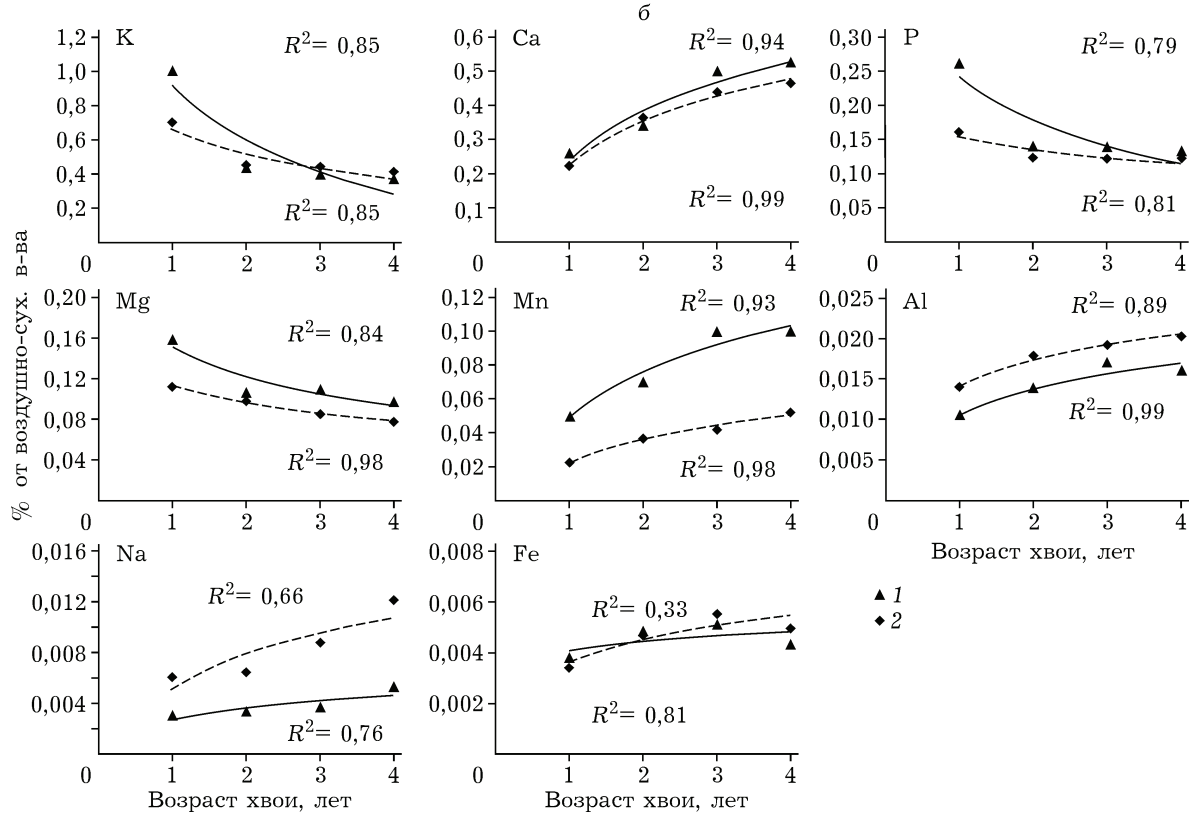 б
% от воздушно-сух. в-ва
K
R²= 0,85
1,2
1,0
0,8
0,6
0,4
0,2
0
R²= 0,85
1 2 3 4
Ca
R²= 0,94
0,6
0,5
0,4
0,3
0,2
0,1
0
R²= 0,99
1 2 3 4
P
R²= 0,79
0,30
0,25
0,20
0,15
0,10
0,05
0
R²= 0,81
1 2 3 4
Mg
R²= 0,84
0,20
0,16
0,12
0,08
0,04
0
R²= 0,98
1 2 3 4
Mn
R²= 0,93
0,12
0,10
0,08
0,06
0,04
0,02
0
R²= 0,98
1 2 3 4
Al
R²= 0,89
0,025
0,020
0,015
0,010
0,005
0
R²= 0,99
1 2 3 4
Возраст хвои, лет
Na
R²= 0,66
0,016
0,012
0,008
0,004
0
R²= 0,76
1 2 3 4
Возраст хвои, лет
Fe
R²= 0,33
0,008
0,006
0,004
0,002
0
R²= 0,81
1 2 3 4
Возраст хвои, лет
1
2